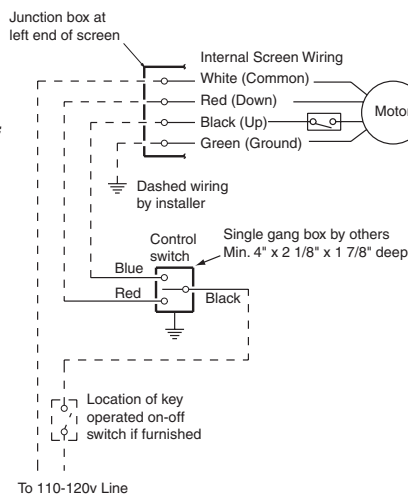 Junction box at
left end of screen
Internal Screen Wiring
White (Common)
Red (Down)
Black (Up)
Green (Ground)
Motor
Dashed wiring
by installer
Control
switch
Single gang box by others
Min. 4" x 2 1/8" x 1 7/8" deep
Blue
Red
Black
Location of key
operated on-off
switch if furnished
To 110-120v Line